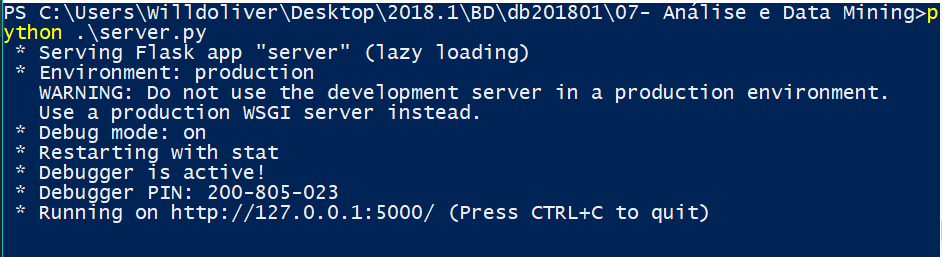 PS C:\Users\Willdoliver\Desktop\2018.1\BD\db201801\07- Análise e Data Mining>p
ython .\server.py
 * Serving Flask app "server" (lazy loading)
 * Environment: production
   WARNING: Do not use the development server in a production environment.
   Use a production WSGI server instead.
 * Debug mode: on
 * Restarting with stat
 * Debugger is active!
 * Debugger PIN: 200-805-023
 * Running on http://127.0.0.1:5000/ (Press CTRL+C to quit)